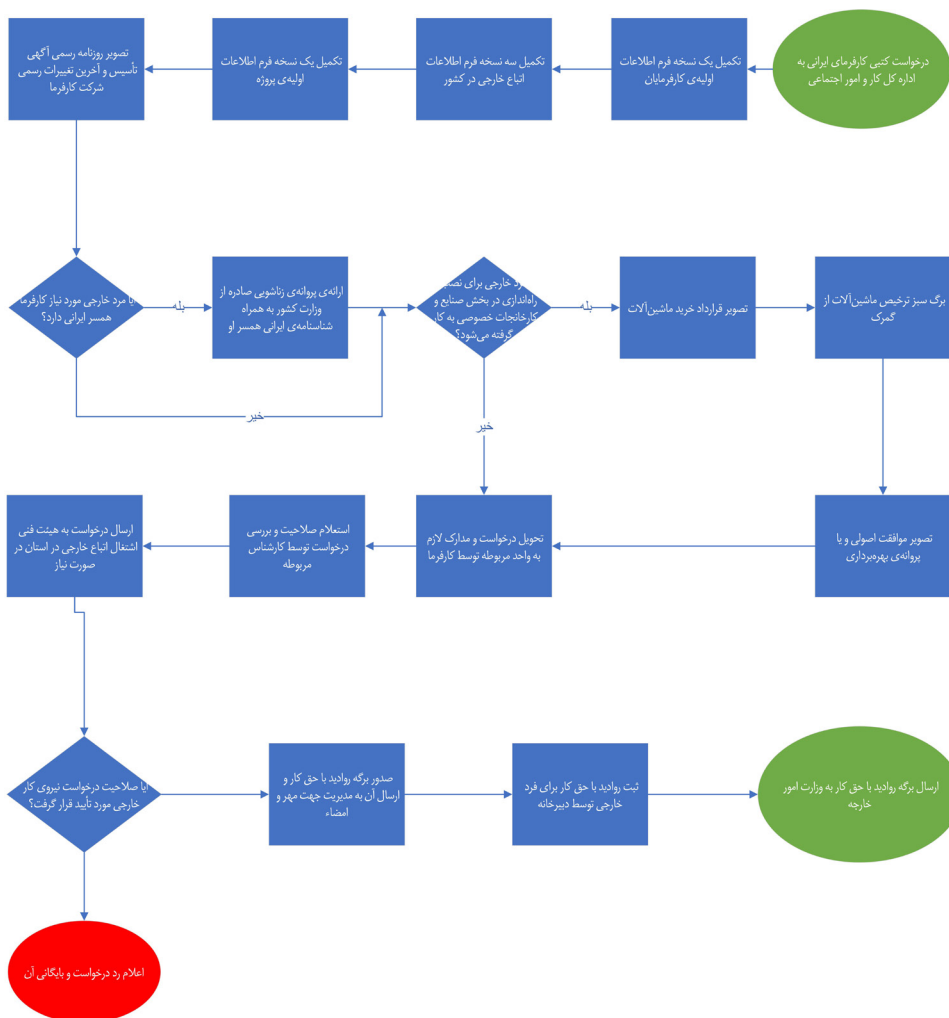 درخواست کتبی کارفرمای ایرانی به
اداره کل کار و امور اجتماعی
تکمیل یک نسخه فرم اطلاعات
اولیه‌ی کارفرمایان
تکمیل سه نسخه فرم اطلاعات
اتباع خارجی در کشور
تکمیل یک نسخه فرم اطلاعات
اولیه‌ی پروژه
تصویر روزنامه رسمی آگهی
تأسیس و آخرین تغییرات رسمی
شرکت کارفرما
آیا مرد خارجی مورد نیاز کارفرما
همسر ایرانی دارد؟
بله
ارائه‌ی پروانه‌ی زناشویی صادره از
وزارت کشور به همراه
شناسنامه‌ی ایرانی همسر او
خارجی برای
راه‌اندازی در بخش صنایع و
کارخانجات خصوصی به کار
گرفته می‌شود؟
بله
تصویر قرارداد خرید ماشین‌آلات
برگ سبز ترخیص ماشین‌آلات از
گمرک
خیر
خیر
تصویر موافقت اصولی و یا
پروانه‌ی بهره‌برداری
تحویل درخواست و مدارک لازم
به واحد مربوطه توسط کارفرما
استعلام صلاحیت و بررسی
درخواست توسط کارشناس
مربوطه
ارسال درخواست به هیئت فنی
اشتغال اتباع خارجی در استان در
صورت نیاز
آیا صلاحیت درخواست نیروی کار
خارجی مورد تأیید قرار گرفت؟
صدور برگه روادید با حق کار و
ارسال آن به مدیریت جهت مهر و
امضاء
ثبت روادید با حق کار برای فرد
خارجی توسط دبیرخانه
ارسال برگه روادید با حق کار به وزارت امور
خارجه
اعلام رد درخواست و بایگانی آن